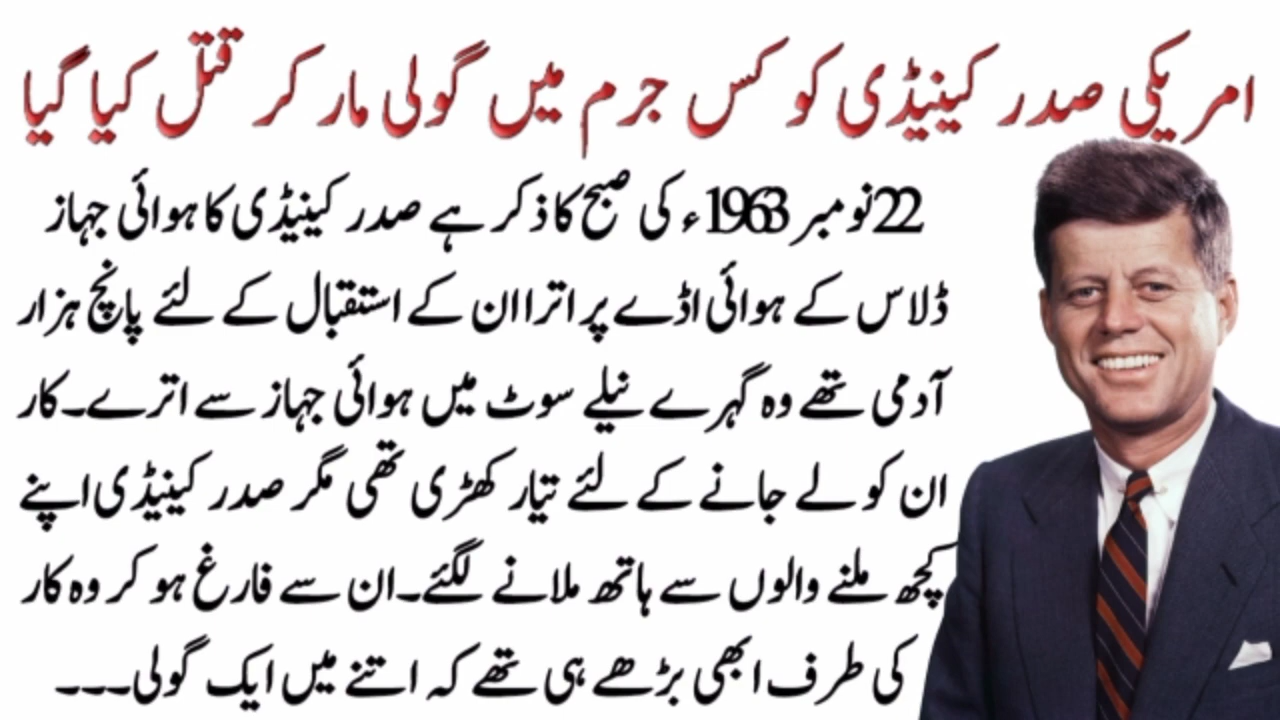 امریکی صدر کینیڈی کو کس جرم میں گولی مار کر قتل کیا گیا
22نومبر 1963ء کی صبح کا ذکر ہے صدر کینیڈی کا ہوائی جہاز
ڈلاس کے ہوائی اڈے پر اترا ان کے استقبال کے لئے پانچ ہزار
آدمی تھے وہ گہرے نیلے سوٹ میں ہوائی جہاز سے اترے۔ کار
ان کو لے جانے کے لئے تیار کھڑی تھی مگر صدر کینیڈی اپنے
کچھ ملنے والوں سے ہاتھ ملانے لگئے۔ ان سے فارغ ہو کر وہ کار
کی طرف ابھی بڑھے ہی تھے کہ اتنے میں ایک گولی۔۔۔